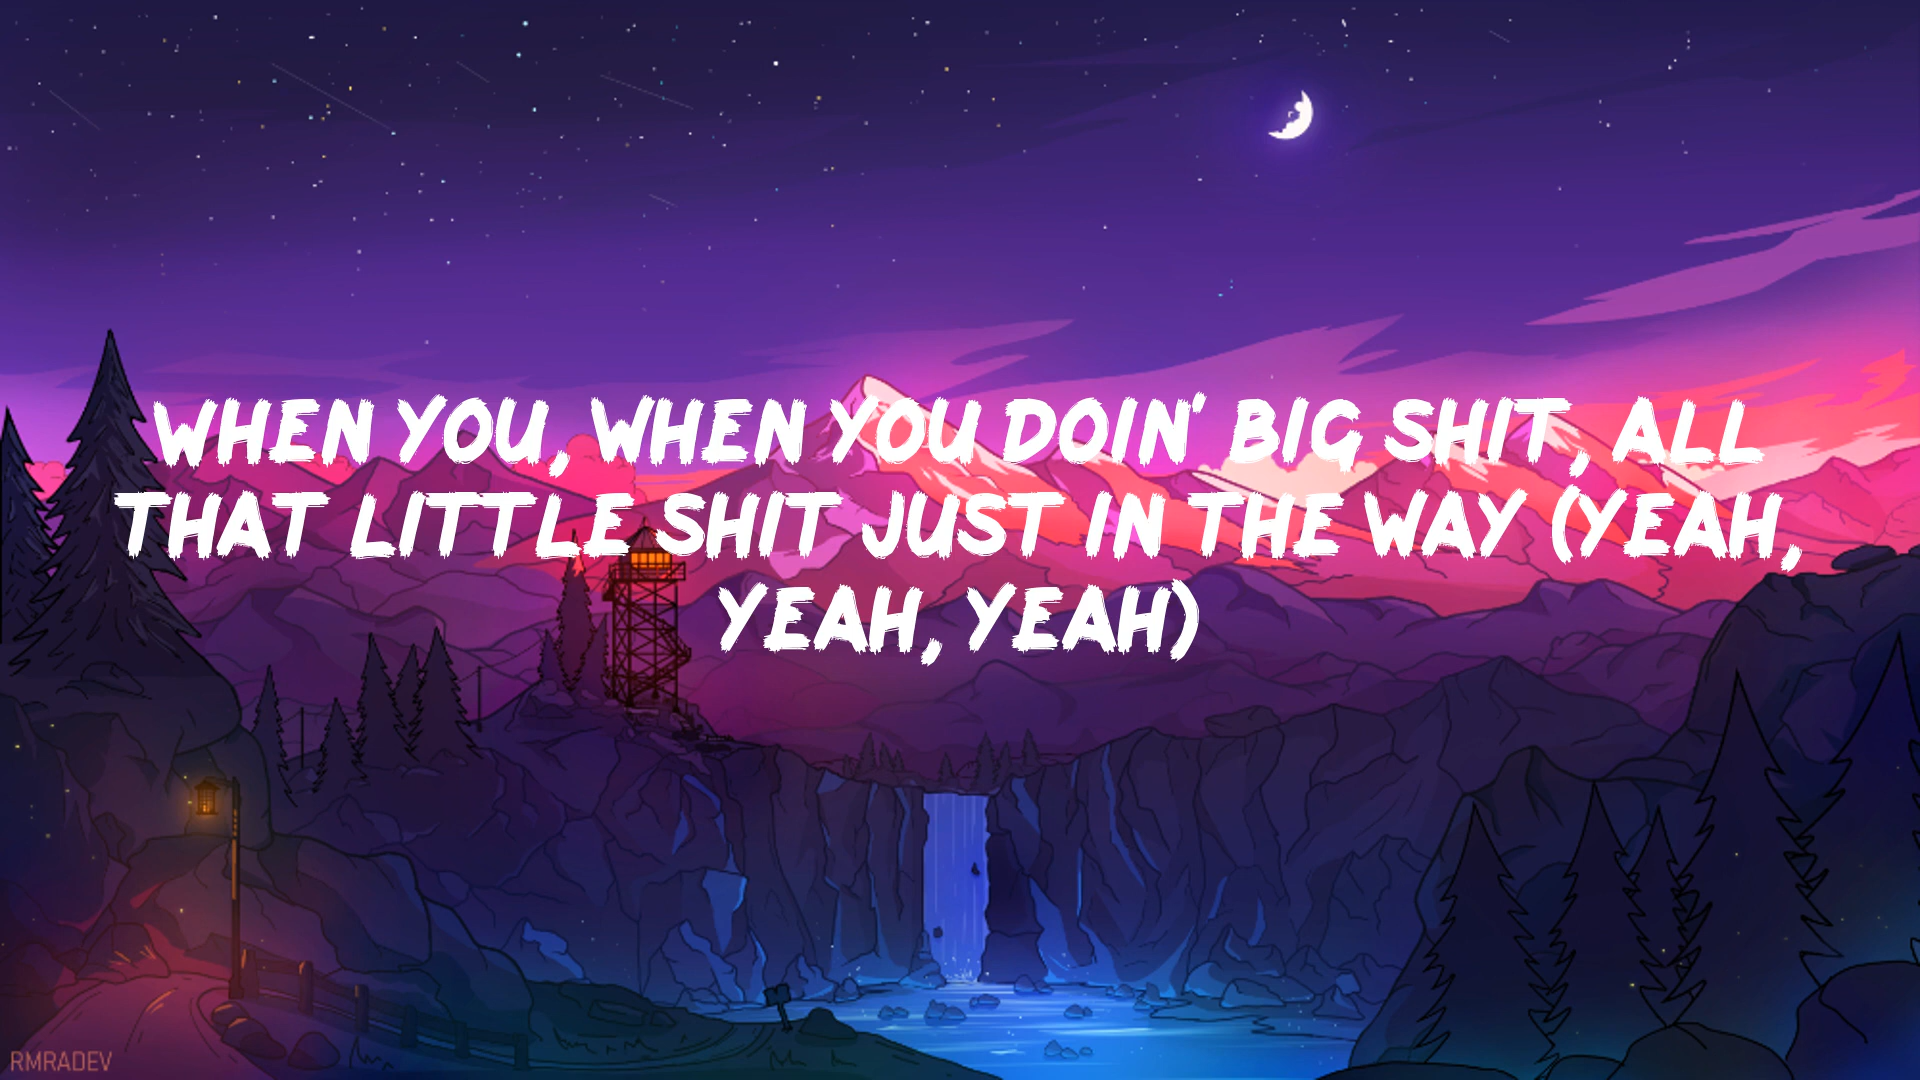 WHEN YOU, WHEN YOU DOIN' BIG SHIT, ALL
THAT LITTLE SHIT JUST IN THE WAY (YEAH,
YEAH, YEAH)
RMRADEV